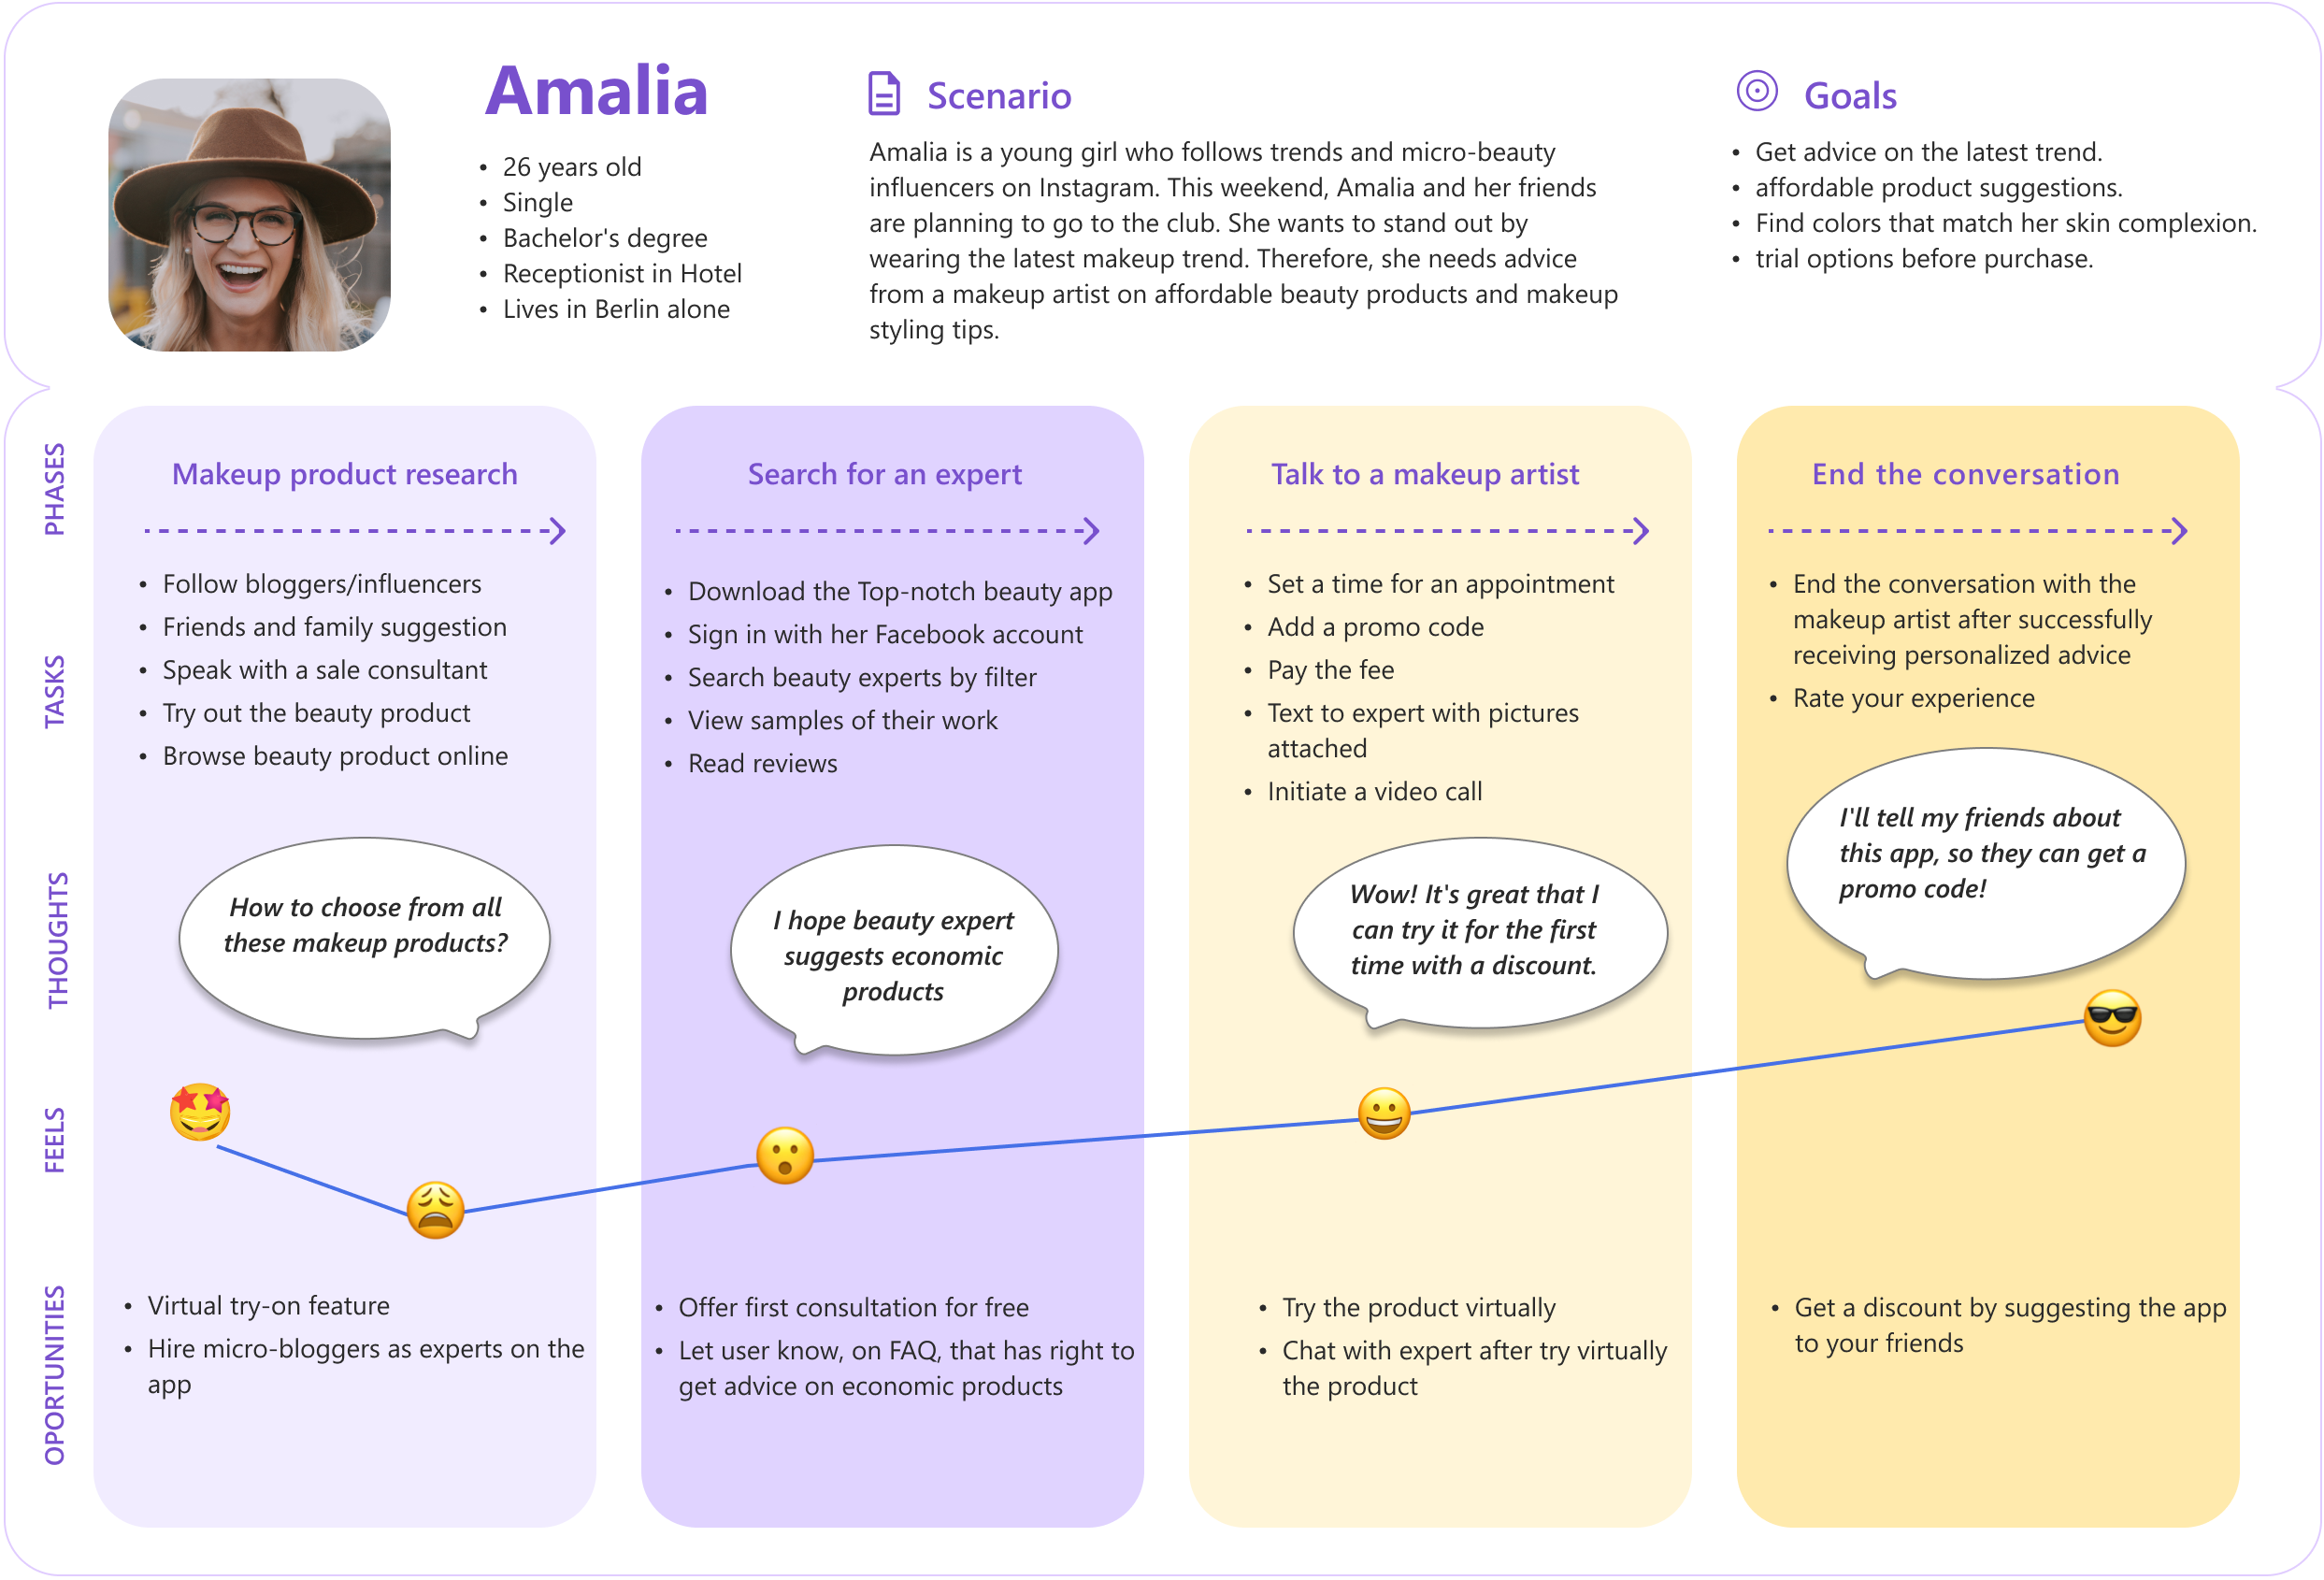 Amalia
• 26 years old
• Single
• Bachelor's degree
• Receptionist in Hotel
• Lives in Berlin alone
Scenario
Amalia is a young girl who follows trends and micro-beauty
influencers on Instagram. This weekend, Amalia and her friends
are planning to go to the club. She wants to stand out by
wearing the latest makeup trend. Therefore, she needs advice
from a makeup artist on affordable beauty products and makeup
styling tips.
Goals
• Get advice on the latest trend.
• affordable product suggestions.
• Find colors that match her skin complexion.
• trial options before purchase.
PHASES
Makeup product research
Search for an expert
Talk to a makeup artist
End the conversation
TASKS
• Follow bloggers/influencers
• Friends and family suggestion
• Speak with a sale consultant
• Try out the beauty product
• Browse beauty product online
• Download the Top-notch beauty app
• Sign in with her Facebook account
• Search beauty experts by filter
• View samples of their work
• Read reviews
• Set a time for an appointment
• Add a promo code
• Pay the fee
• Text to expert with pictures
attached
• Initiate a video call
• End the conversation with the
makeup artist after successfully
receiving personalized advice
• Rate your experience
THOUGHTS
How to choose from all
these makeup products?
I hope beauty expert
suggests economic
products
Wow! It's great that I
can try it for the first
time with a discount.
I'll tell my friends about
this app, so they can get a
promo code!
FEELS
OPORTUNITIES
• Virtual try-on feature
• Hire micro-bloggers as experts on the
app
• Offer first consultation for free
• Let user know, on FAQ, that has right to
get advice on economic products
• Try the product virtually
• Chat with expert after try virtually
the product
• Get a discount by suggesting the app
to your friends